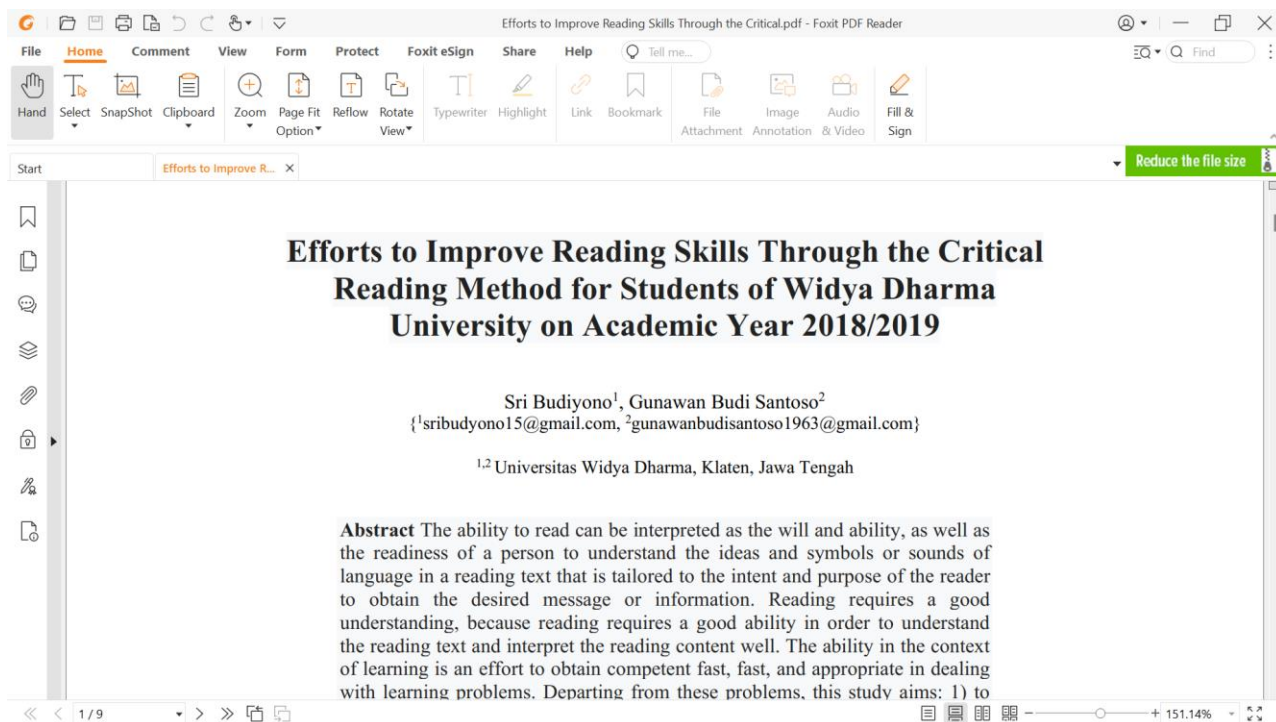 Efforts to Improve Reading Skills Through the Critical.pdf - Foxit PDF Reader
File Home Comment View Form Protect Foxit eSign Share Help Tell me... Find
Hand Select SnapShot Clipboard Zoom Page Fit Option Reflow Rotate View Typewriter Highlight Link Bookmark File Attachment Image Annotation Audio & Video Fill & Sign
Start Efforts to Improve R... Reduce the file size
Efforts to Improve Reading Skills Through the Critical
Reading Method for Students of Widya Dharma
University on Academic Year 2018/2019
Sri Budiyono¹, Gunawan Budi Santoso²
{¹sribudyono15@gmail.com, ²gunawanbudisantoso1963@gmail.com}
¹,² Universitas Widya Dharma, Klaten, Jawa Tengah
Abstract The ability to read can be interpreted as the will and ability, as well as
the readiness of a person to understand the ideas and symbols or sounds of
language in a reading text that is tailored to the intent and purpose of the reader
to obtain the desired message or information. Reading requires a good
understanding, because reading requires a good ability in order to understand
the reading text and interpret the reading content well. The ability in the context
of learning is an effort to obtain competent fast, fast, and appropriate in dealing
with learning problems. Departing from these problems, this study aims: 1) to
1 / 9 151.14%